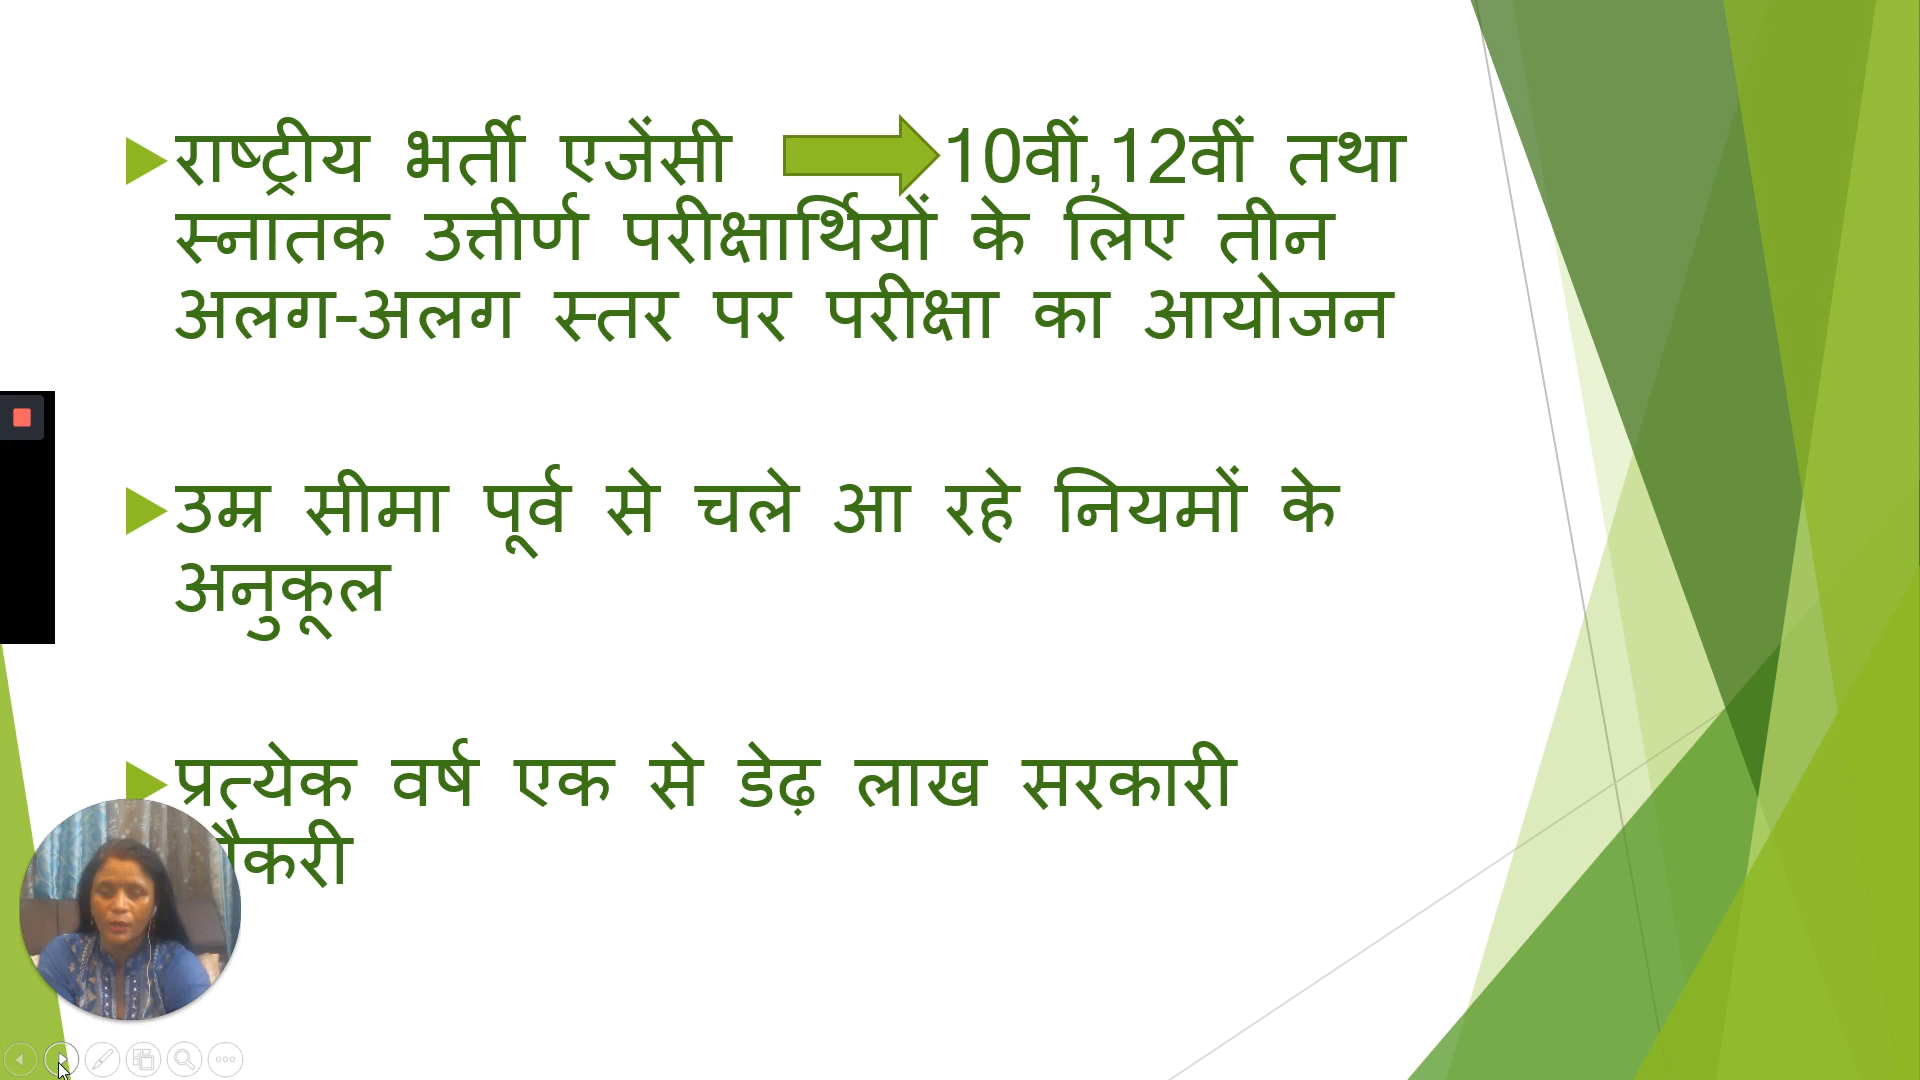 राष्ट्रीय भर्ती एजेंसी 10वीं,12वीं तथा
स्नातक उत्तीर्ण परीक्षार्थियों के लिए तीन
अलग-अलग स्तर पर परीक्षा का आयोजन
उम्र सीमा पूर्व से चले आ रहे नियमों के
अनुकूल
प्रत्येक वर्ष एक से डेढ़ लाख सरकारी